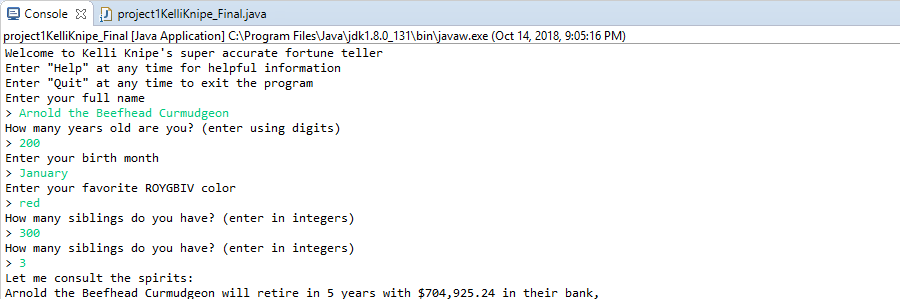 Console project1KelliKnipe_Final.java
project1KelliKnipe_Final [Java Application] C:\Program Files\Java\jdk1.8.0_131\bin\javaw.exe (Oct 14, 2018, 9:05:16 PM)
Welcome to Kelli Knipe's super accurate fortune teller
Enter "Help" at any time for helpful information
Enter "Quit" at any time to exit the program
Enter your full name
> Arnold the Beefhead Curmudgeon
How many years old are you? (enter using digits)
> 200
Enter your birth month
> January
Enter your favorite ROYGBIV color
> red
How many siblings do you have? (enter in integers)
> 300
How many siblings do you have? (enter in integers)
> 3
Let me consult the spirits:
Arnold the Beefhead Curmudgeon will retire in 5 years with $704,925.24 in their bank,